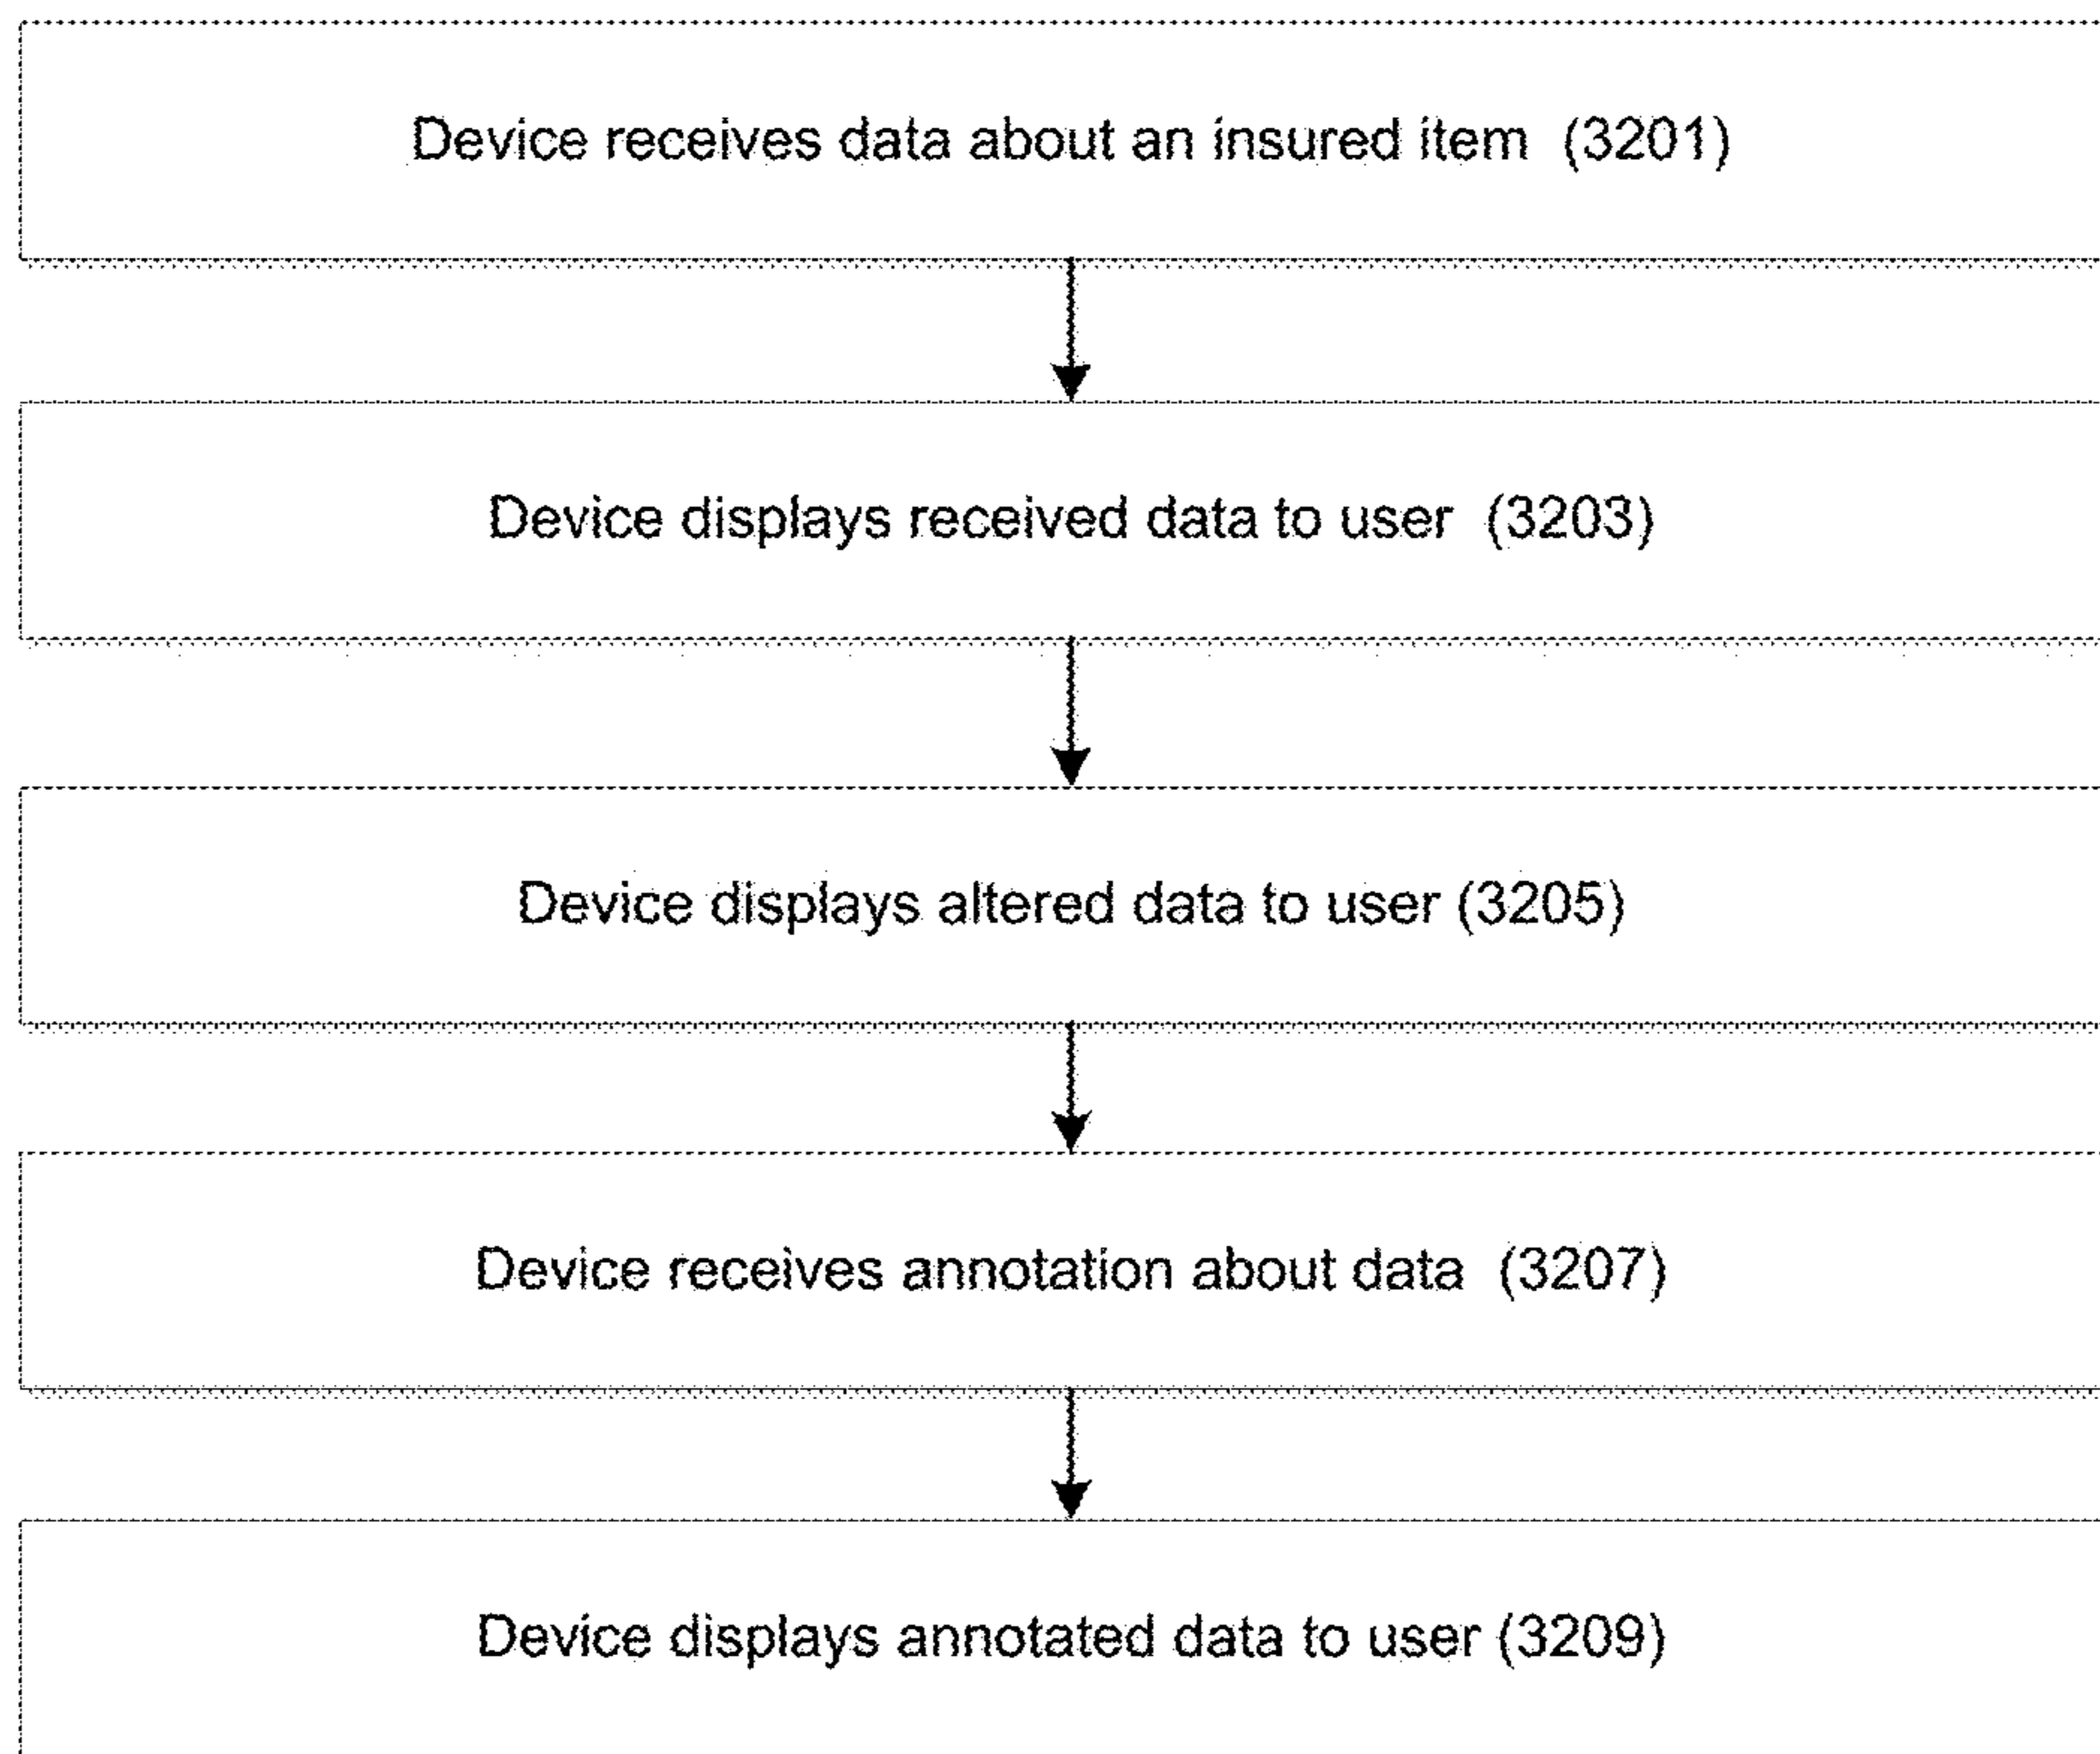 Device receives data about an insured item (3201)
Device displays received data to user (3203)
Device displays altered data to user (3205)
Device receives annotation about data (3207)
Device displays annotated data to user (3209)